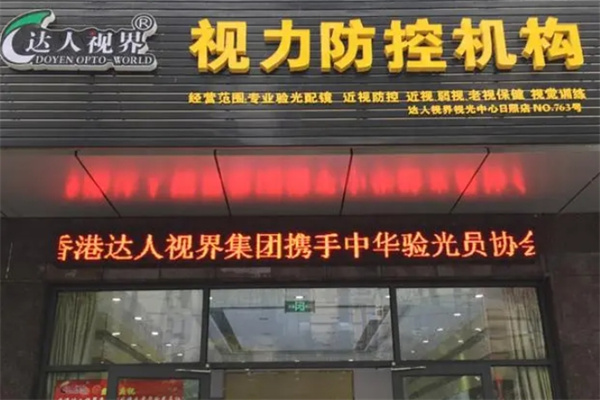 达人视界®
DOYEN OPTO-WORLD
视力防控机构
经营范围:专业验光配镜 近视防控 近视 弱视 老视保健 视觉训练
达人视界视光中心日照店 NO.763号
香港达人视界集团携手中华验光员协会